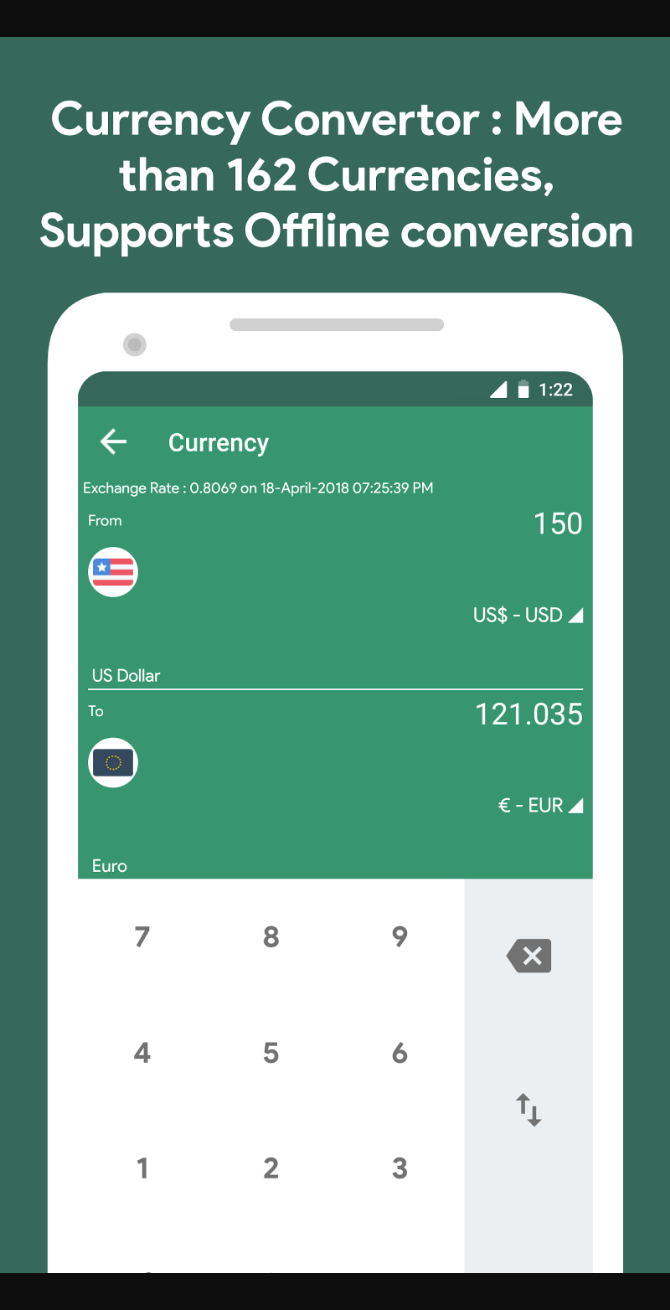 Currency Convertor : More
than 162 Currencies,
Supports Offline conversion
1:22
Currency
Exchange Rate : 0.8069 on 18-April-2018 07:25:39 PM
From
150
US$ - USD
US Dollar
To
121.035
€ - EUR
Euro
7 8 9
4 5 6
1 2 3